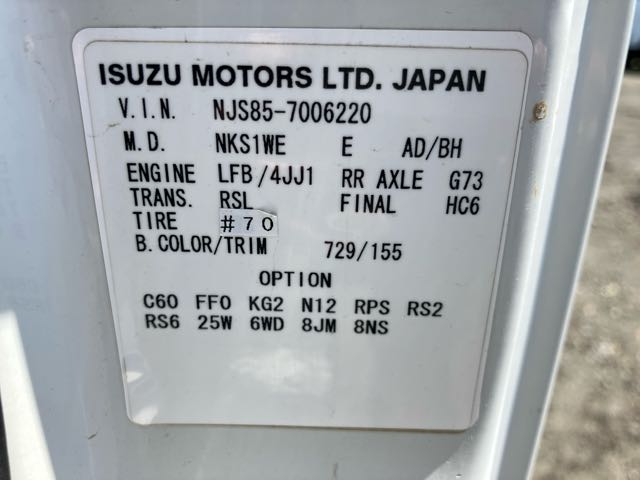 ISUZU MOTORS LTD. JAPAN
V.I.N. NJS85-7006220
M.D. NKS1WE E AD/BH
ENGINE LFB/4JJ1 RR AXLE G73
TRANS. RSL FINAL HC6
TIRE #70
B.COLOR/TRIM 729/155
OPTION
C60 FF0 KG2 N12 RPS RS2
RS6 25W 6WD 8JM 8NS